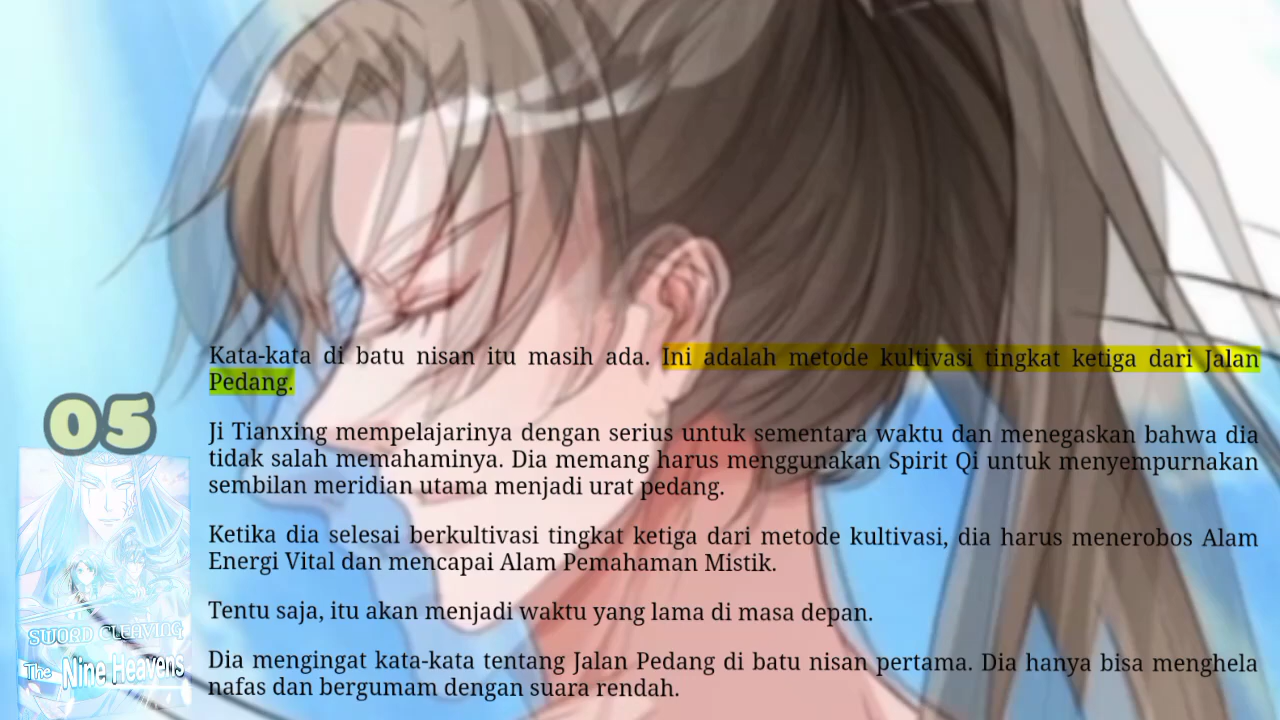 Kata-kata di batu nisan itu masih ada. Ini adalah metode kultivasi tingkat ketiga dari Jalan
Pedang.
Ji Tianxing mempelajarinya dengan serius untuk sementara waktu dan menegaskan bahwa dia
tidak salah memahaminya. Dia memang harus menggunakan Spirit Qi untuk menyempurnakan
sembilan meridian utama menjadi urat pedang.
Ketika dia selesai berkultivasi tingkat ketiga dari metode kultivasi, dia harus menerobos Alam
Energi Vital dan mencapai Alam Pemahaman Mistik.
Tentu saja, itu akan menjadi waktu yang lama di masa depan.
Dia mengingat kata-kata tentang Jalan Pedang di batu nisan pertama. Dia hanya bisa menghela
nafas dan bergumam dengan suara rendah.
05
SWORD CLEAVING
The Nine Heavens